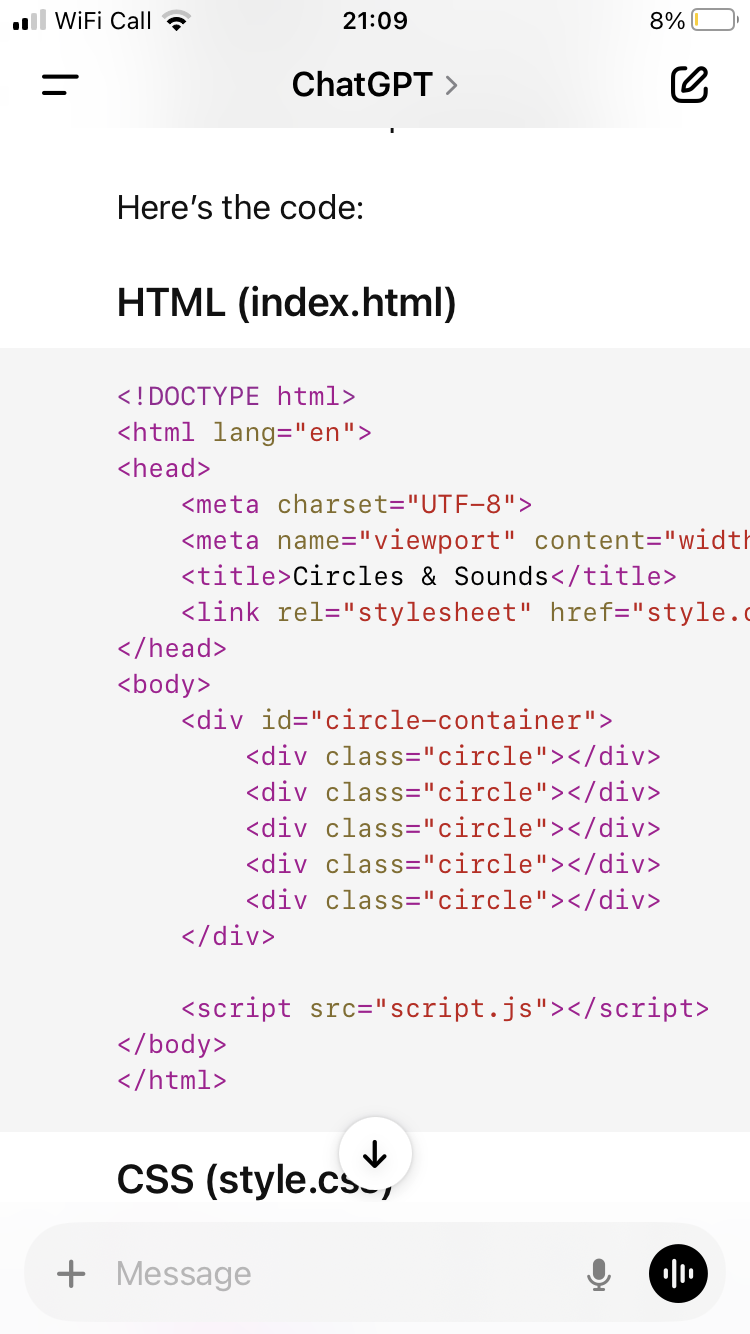 WiFi Call 21:09 8%
ChatGPT
Here’s the code:
HTML (index.html)
<!DOCTYPE html>
<html lang="en">
<head>
    <meta charset="UTF-8">
    <meta name="viewport" content="width
    <title>Circles & Sounds</title>
    <link rel="stylesheet" href="style.c
</head>
<body>
    <div id="circle-container">
        <div class="circle"></div>
        <div class="circle"></div>
        <div class="circle"></div>
        <div class="circle"></div>
        <div class="circle"></div>
    </div>

    <script src="script.js"></script>
</body>
</html>
CSS (style.css)
Message